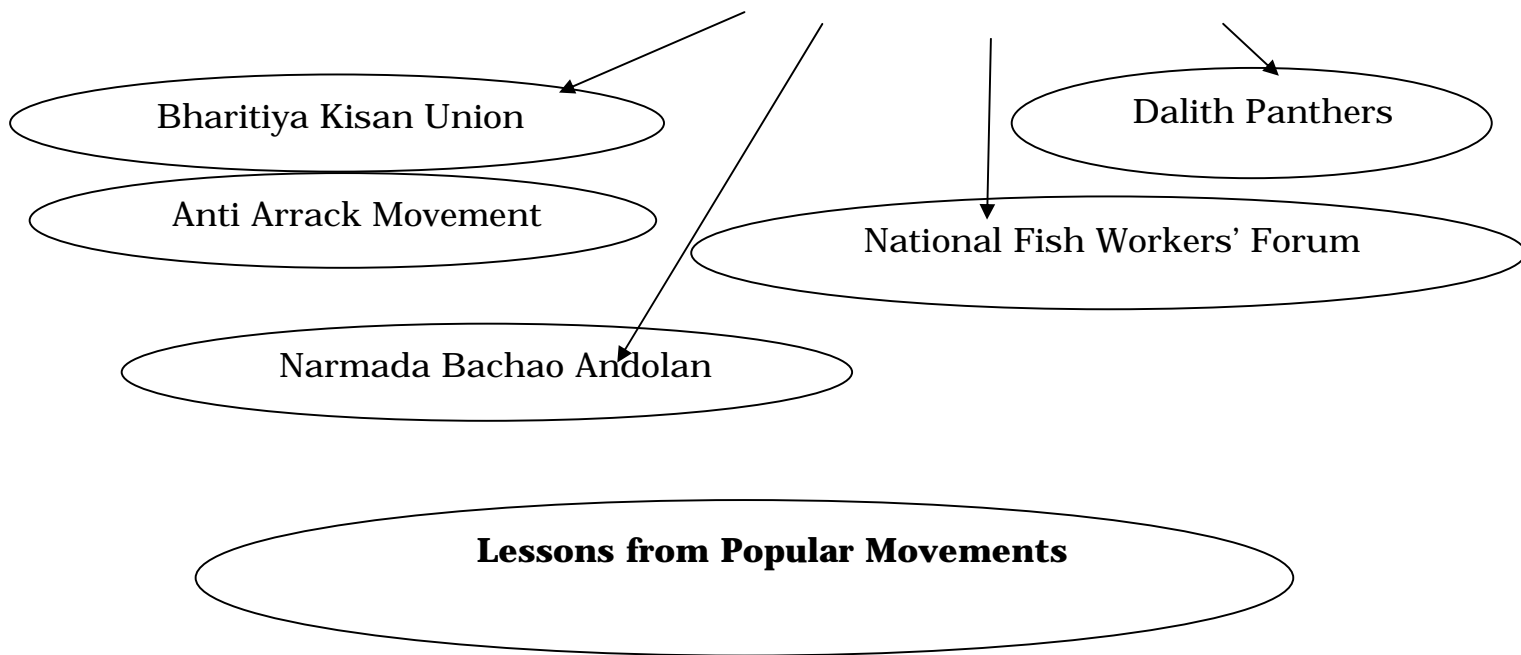 Bharitiya Kisan Union
Dalith Panthers
Anti Arrack Movement
National Fish Workers’ Forum
Narmada Bachao Andolan
Lessons from Popular Movements